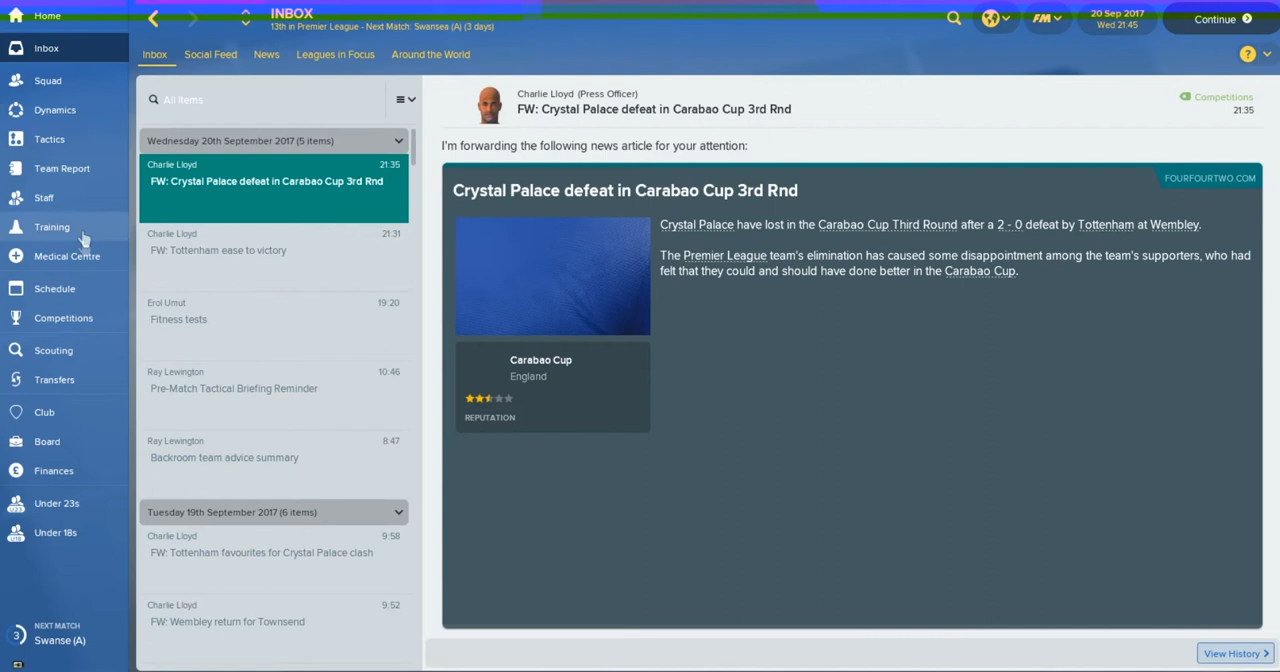 Home
INBOX
13th in Premier League - Next Match: Swansea (A) (3 days)
FM
20 Sep 2017
Wed 21:45
Continue
Inbox
Squad
Dynamics
Tactics
Team Report
Staff
Training
Medical Centre
Schedule
Competitions
Scouting
Transfers
Club
Board
Finances
U23
Under 23s
U18
Under 18s
3
NEXT MATCH
Swanse (A)
Inbox Social Feed News Leagues in Focus Around the World
?
All Items
Wednesday 20th September 2017 (5 items)
Charlie Lloyd 21:35
FW: Crystal Palace defeat in Carabao Cup 3rd Rnd
Charlie Lloyd 21:31
FW: Tottenham ease to victory
Erol Umut 19:20
Fitness tests
Ray Lewington 10:46
Pre-Match Tactical Briefing Reminder
Ray Lewington 8:47
Backroom team advice summary
Tuesday 19th September 2017 (6 items)
Charlie Lloyd 9:58
FW: Tottenham favourites for Crystal Palace clash
Charlie Lloyd 9:52
FW: Wembley return for Townsend
Charlie Lloyd (Press Officer)
FW: Crystal Palace defeat in Carabao Cup 3rd Rnd
Competitions
21:35
I'm forwarding the following news article for your attention:
FOURFOURTWO.COM
Crystal Palace defeat in Carabao Cup 3rd Rnd
Crystal Palace have lost in the Carabao Cup Third Round after a 2 - 0 defeat by Tottenham at Wembley.
The Premier League team's elimination has caused some disappointment among the team's supporters, who had
felt that they could and should have done better in the Carabao Cup.
Carabao Cup
England
REPUTATION
View History